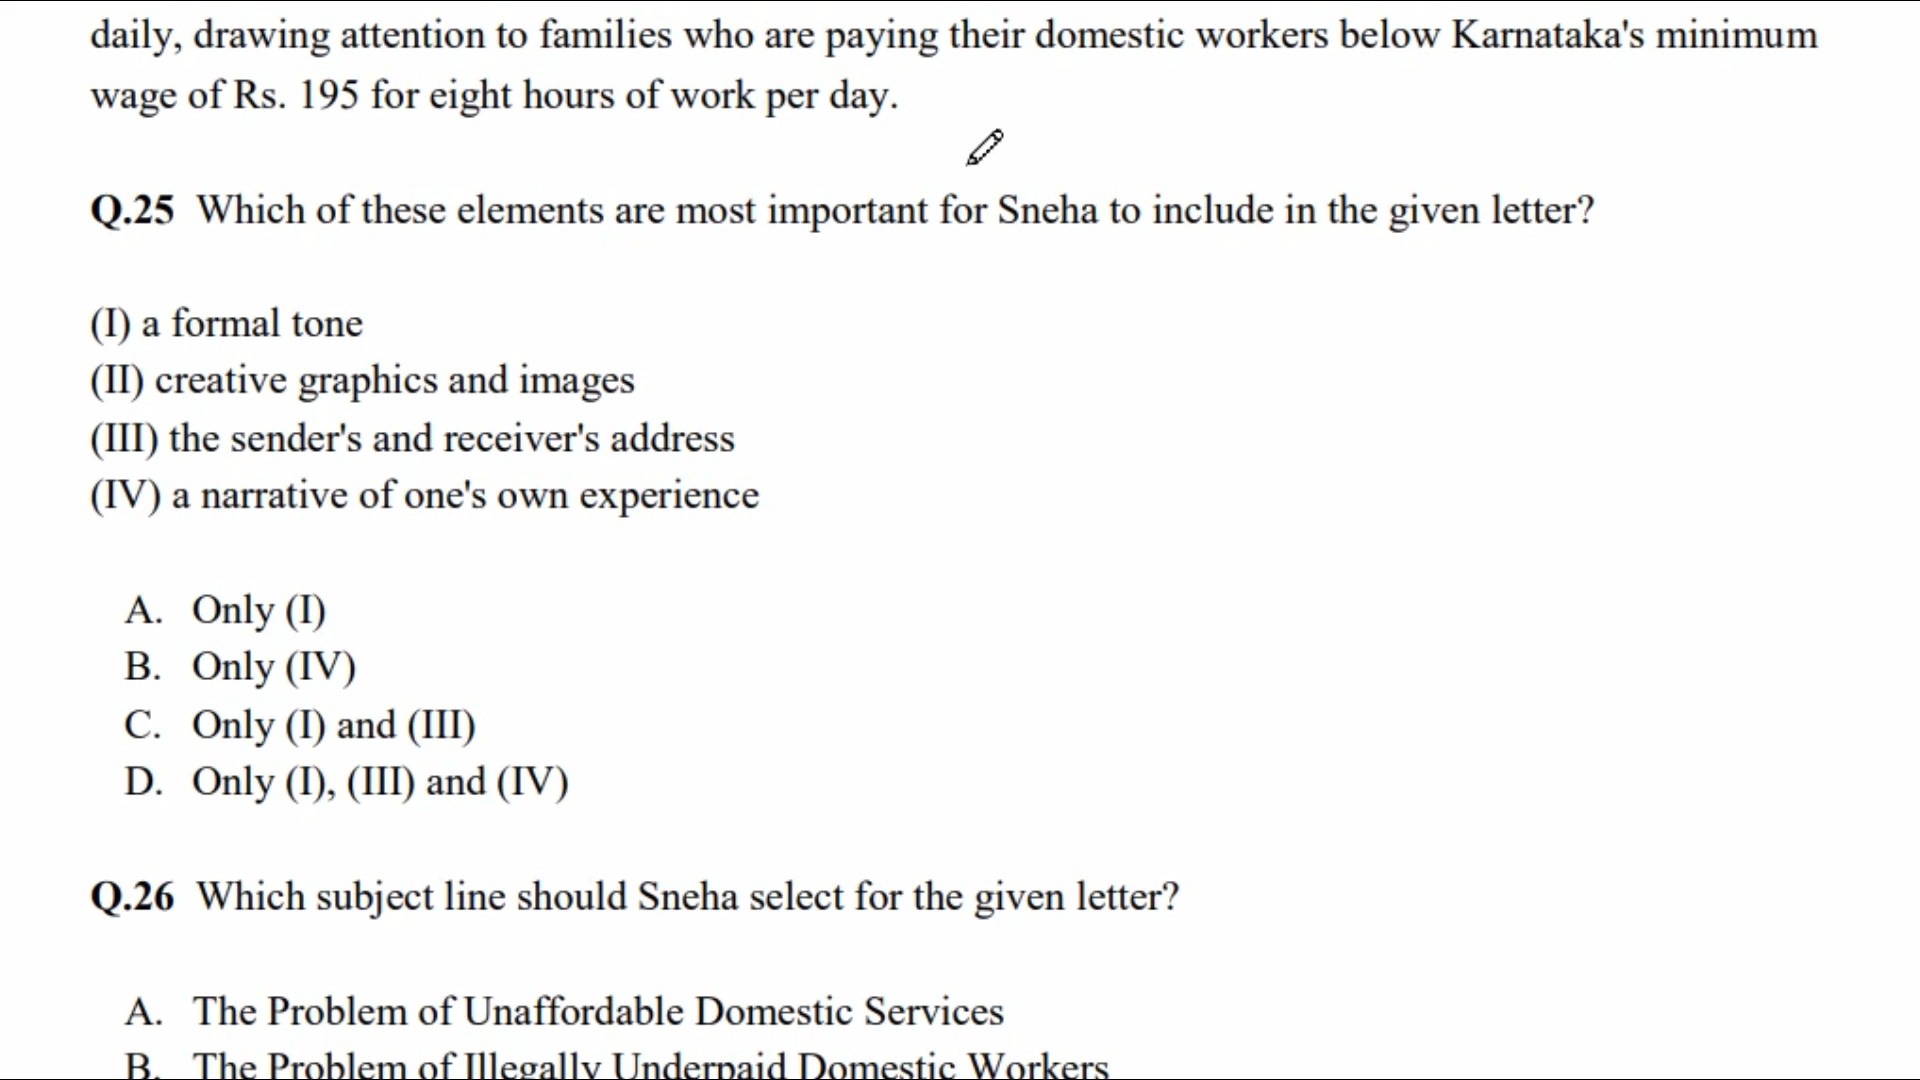 daily, drawing attention to families who are paying their domestic workers below Karnataka's minimum
wage of Rs. 195 for eight hours of work per day.
Q.25 Which of these elements are most important for Sneha to include in the given letter?
(I) a formal tone
(II) creative graphics and images
(III) the sender's and receiver's address
(IV) a narrative of one's own experience
A. Only (I)
B. Only (IV)
C. Only (I) and (III)
D. Only (I), (III) and (IV)
Q.26 Which subject line should Sneha select for the given letter?
A. The Problem of Unaffordable Domestic Services
B. The Problem of Illegally Underpaid Domestic Workers